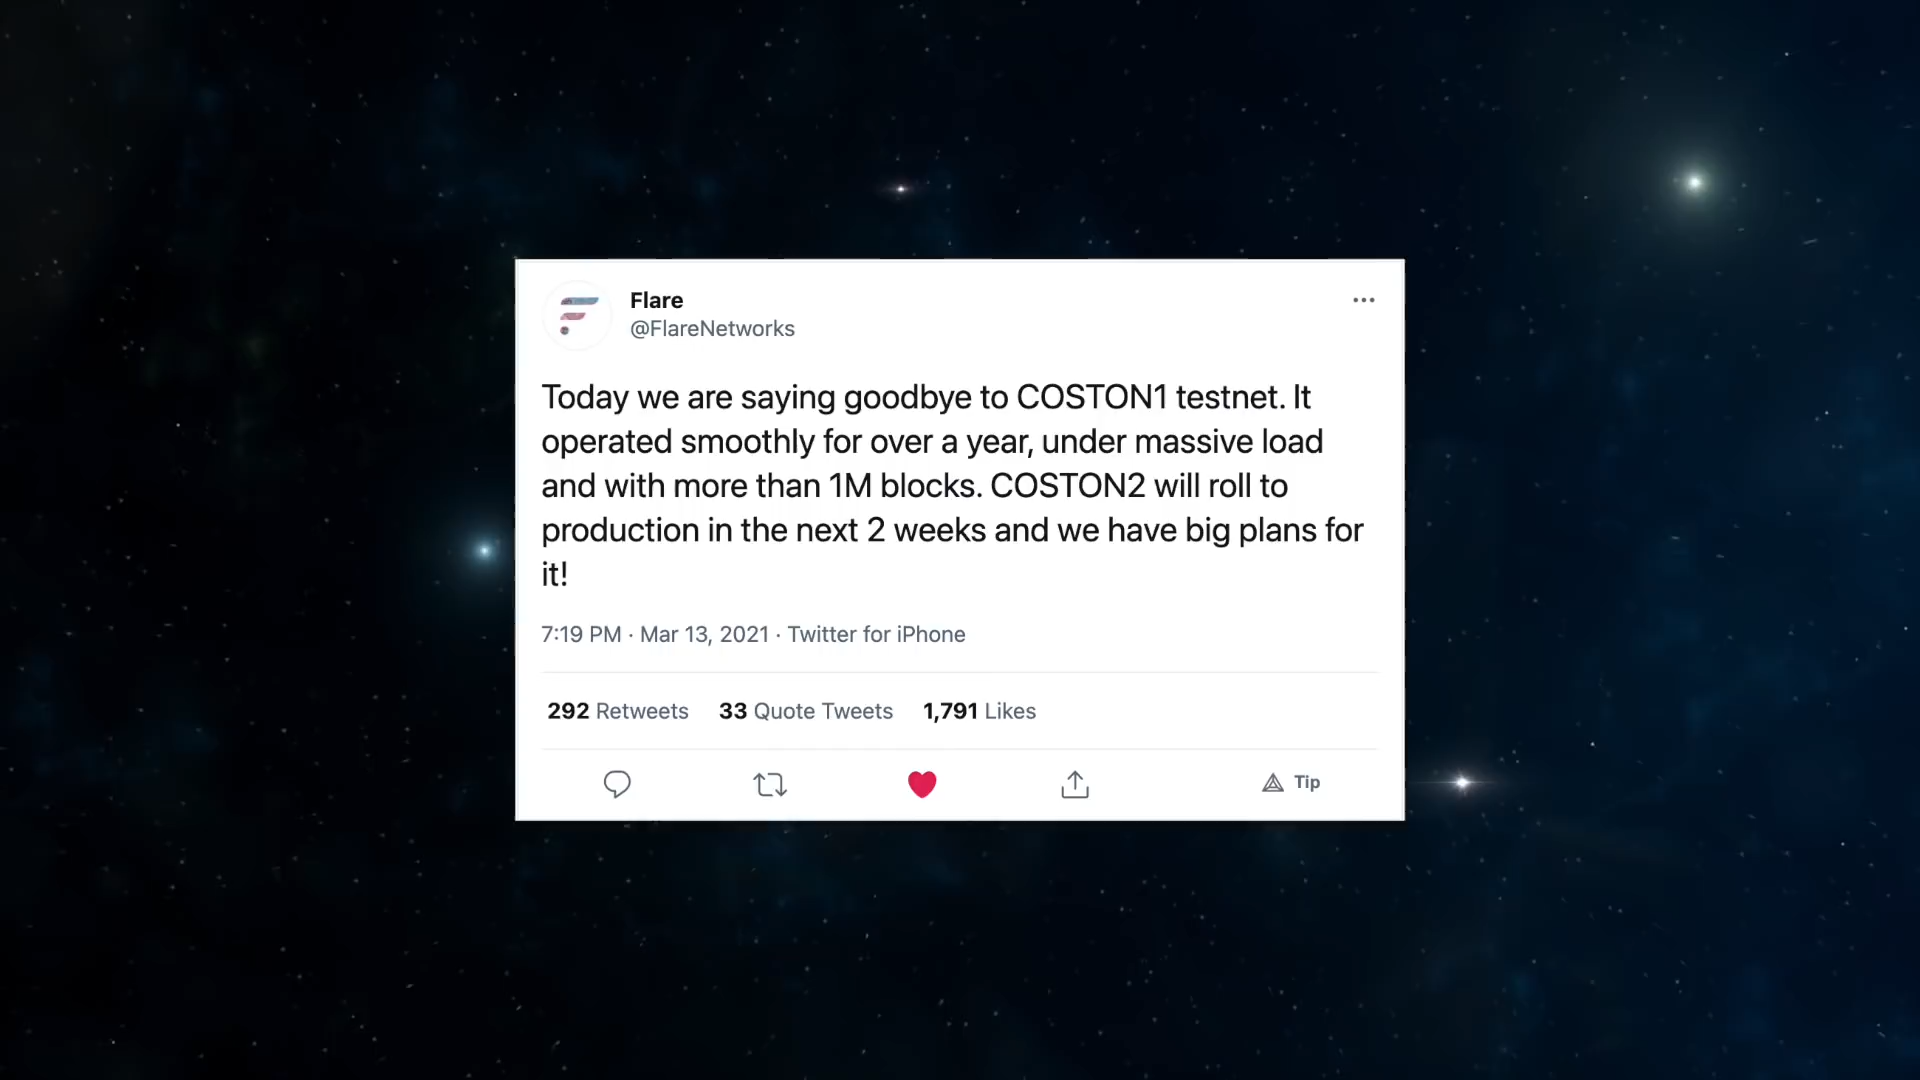 Flare
@FlareNetworks
Today we are saying goodbye to COSTON1 testnet. It
operated smoothly for over a year, under massive load
and with more than 1M blocks. COSTON2 will roll to
production in the next 2 weeks and we have big plans for
it!
7:19 PM · Mar 13, 2021 · Twitter for iPhone
292 Retweets 33 Quote Tweets 1,791 Likes
Tip